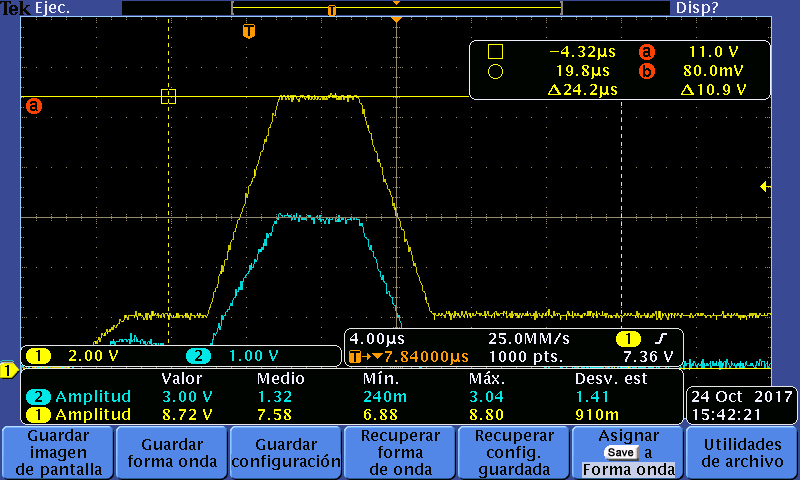 Tek Ejec. Disp?
T
T
−4.32µs a 11.0 V
19.8µs b 80.0mV
Δ24.2µs Δ10.9 V
a
1
1 2.00 V 2 1.00 V
4.00µs 25.0MM/s 1
T→▼7.84000µs 1000 pts. 7.36 V
Valor Medio Mín. Máx. Desv. est
2 Amplitud 3.00 V 1.32 240m 3.04 1.41
1 Amplitud 8.72 V 7.58 6.88 8.80 910m
24 Oct 2017
15:42:21
Guardar
imagen
de pantalla
Guardar
forma onda
Guardar
configuración
Recuperar
forma
de onda
Recuperar
config.
guardada
Asignar
Save a
Forma onda
Utilidades
de archivo